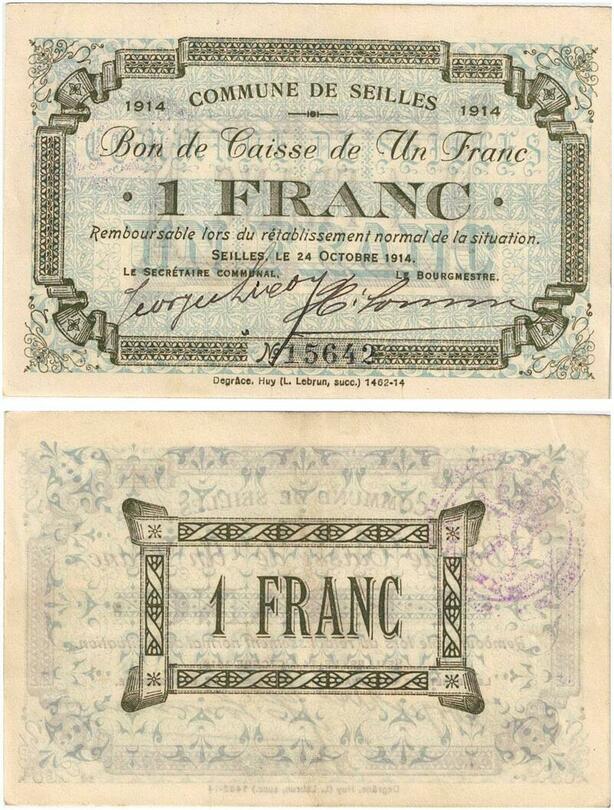 COMMUNE DE SEILLES
1914 1914
Bon de Caisse de Un Franc
• 1 FRANC •
Remboursable lors du rétablissement normal de la situation.
SEILLES, LE 24 OCTOBRE 1914.
LE SECRÉTAIRE COMMUNAL, LE BOURGMESTRE.
No 15642
Degrâce, Huy (L. Lebrun, succ.) 1462-14
1 FRANC